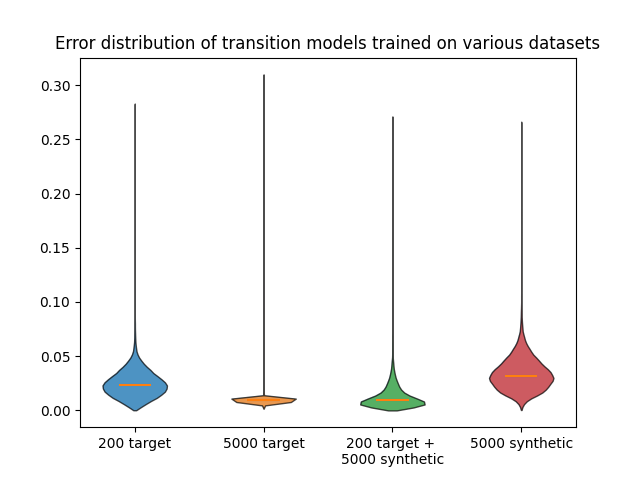 Error distribution of transition models trained on various datasets
0.30
0.25
0.20
0.15
0.10
0.05
0.00
200 target
5000 target
200 target +
5000 synthetic
5000 synthetic